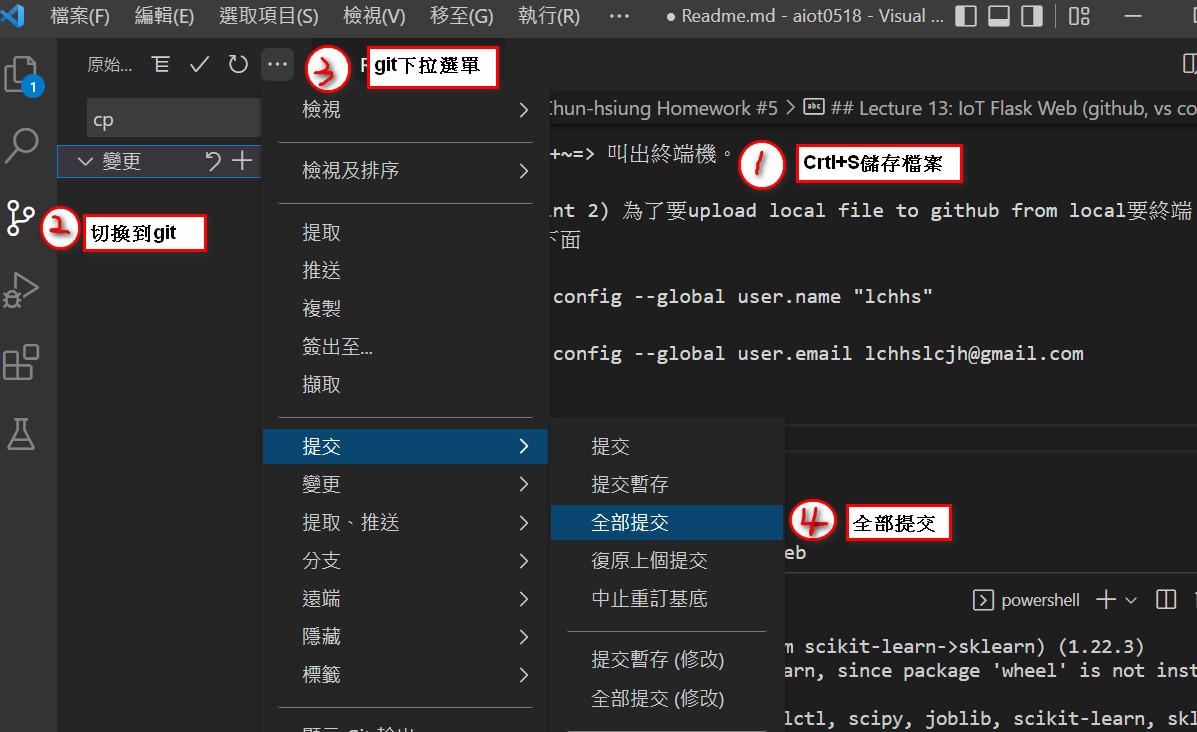 檔案(F) 編輯(E) 選取項目(S) 檢視(V) 移至(G) 執行(R) ··· ● Readme.md - aiot0518 - Visual ...
原始... ···
3 git下拉選單
1
cp
變更
2 切換到git
檢視
檢視及排序
提取
推送
複製
簽出至...
擷取
提交
變更
提取、推送
分支
遠端
隱藏
標籤
提交
提交暫存
全部提交
復原上個提交
中止重訂基底
提交暫存 (修改)
全部提交 (修改)
4 全部提交
hun-hsiung Homework #5 > abc ## Lecture 13: IoT Flask Web (github, vs co
+~=> 叫出終端機。
1 Crtl+S儲存檔案
nt 2) 為了要upload local file to github from local要終端
下面
config --global user.name "lchhs"
config --global user.email lchhslcjh@gmail.com
eb
powershell
m scikit-learn->sklearn) (1.22.3)
arn, since package 'wheel' is not inst
lctl, scipy, joblib, scikit-learn, skl